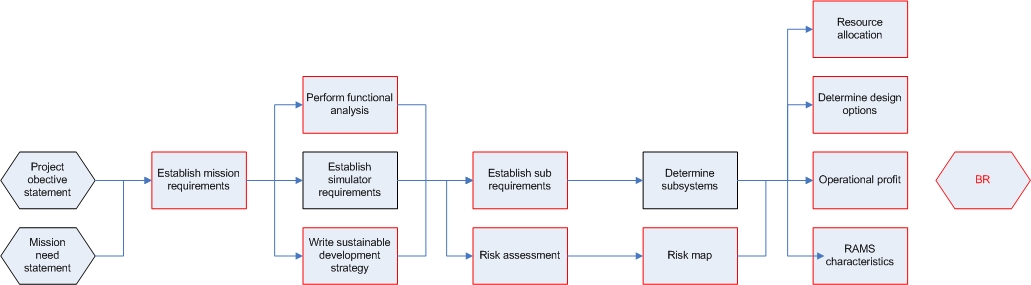 Project
obective
statement
Mission
need
statement
Establish mission
requirements
Perform functional
analysis
Establish
simulator
requirements
Write sustainable
development
strategy
Establish sub
requirements
Risk assessment
Determine
subsystems
Risk map
Resource
allocation
Determine design
options
Operational profit
RAMS
characteristics
BR